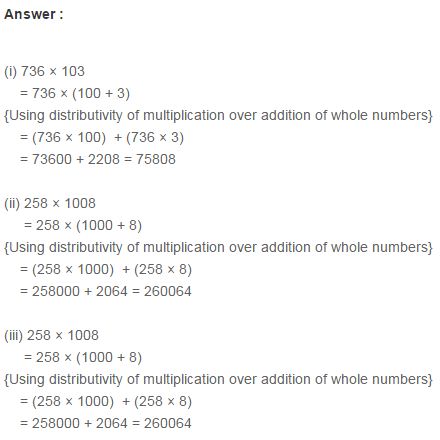 Answer :
(i) 736 × 103
= 736 × (100 + 3)
{Using distributivity of multiplication over addition of whole numbers}
= (736 × 100) + (736 × 3)
= 73600 + 2208 = 75808
(ii) 258 × 1008
= 258 × (1000 + 8)
{Using distributivity of multiplication over addition of whole numbers}
= (258 × 1000) + (258 × 8)
= 258000 + 2064 = 260064
(iii) 258 × 1008
= 258 × (1000 + 8)
{Using distributivity of multiplication over addition of whole numbers}
= (258 × 1000) + (258 × 8)
= 258000 + 2064 = 260064